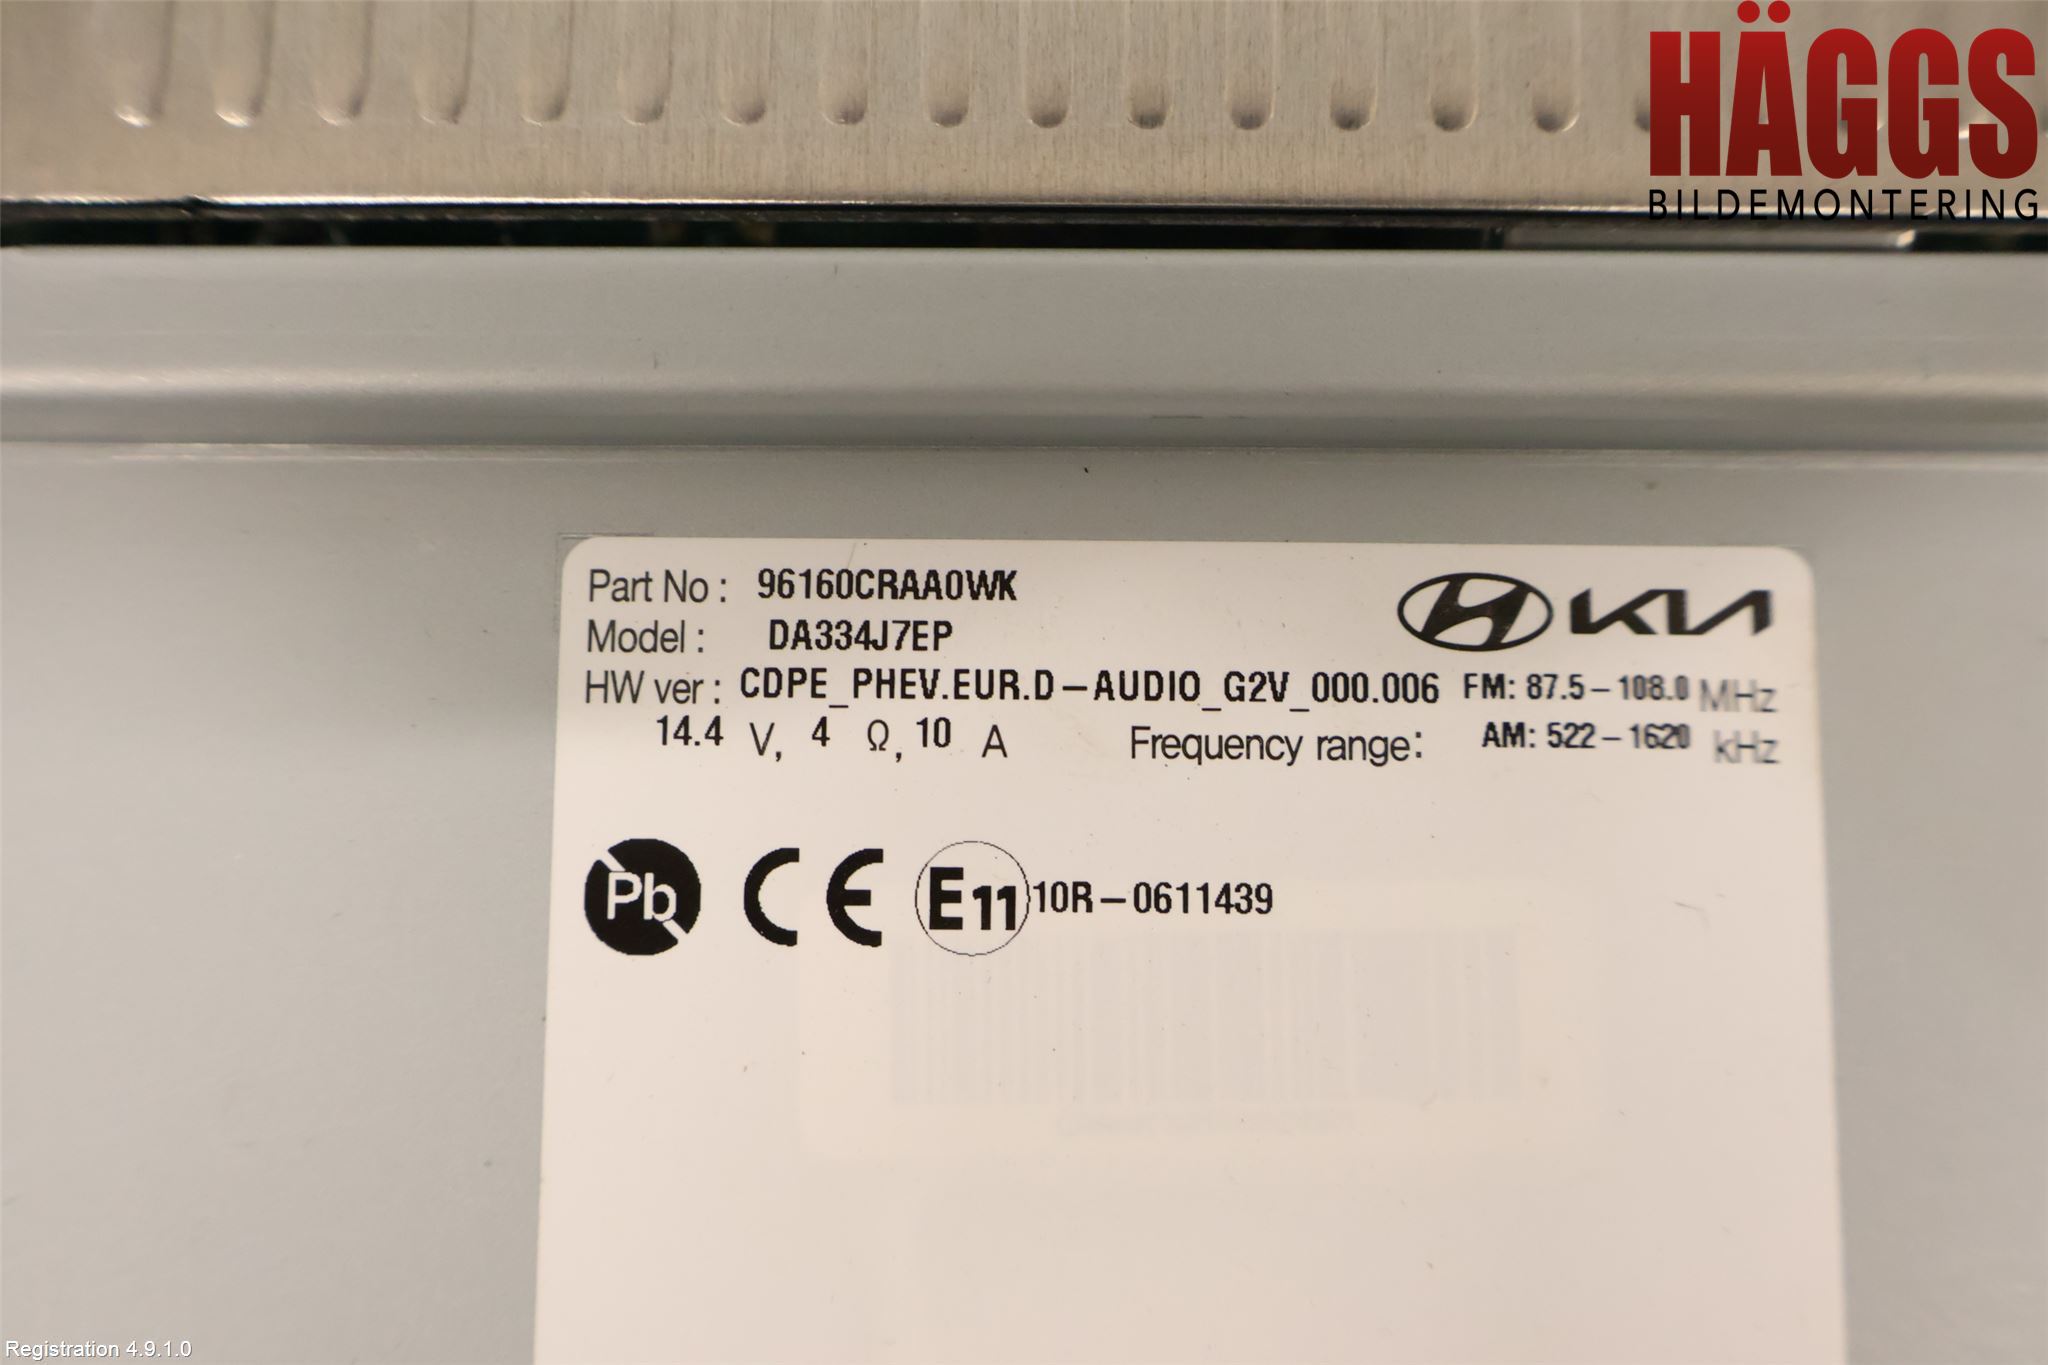 HÄGGS
BILDEMONTERING
Part No : 96160CRAA0WK
Model : DA334J7EP
KIA
HW ver : CDPE_PHEV.EUR.D-AUDIO_G2V_000.006 FM: 87.5-108.0 MHz
14.4 V, 4 Ω, 10 A Frequency range: AM: 522-1620 kHz
Pb CE E11 10R-0611439
Registration 4.9.1.0